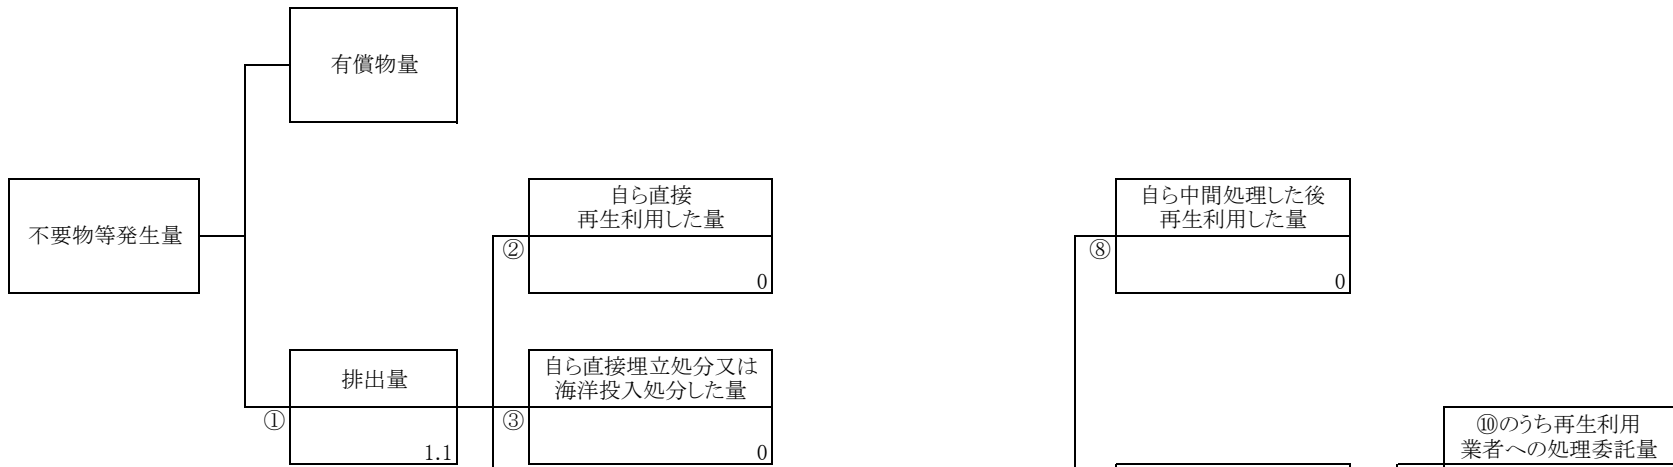 有償物量
不要物等発生量
自ら直接
再生利用した量
②
0
自ら中間処理した後
再生利用した量
⑧
0
排出量
①
1.1
自ら直接埋立処分又は
海洋投入処分した量
③
0
⑩のうち再生利用
業者への処理委託量